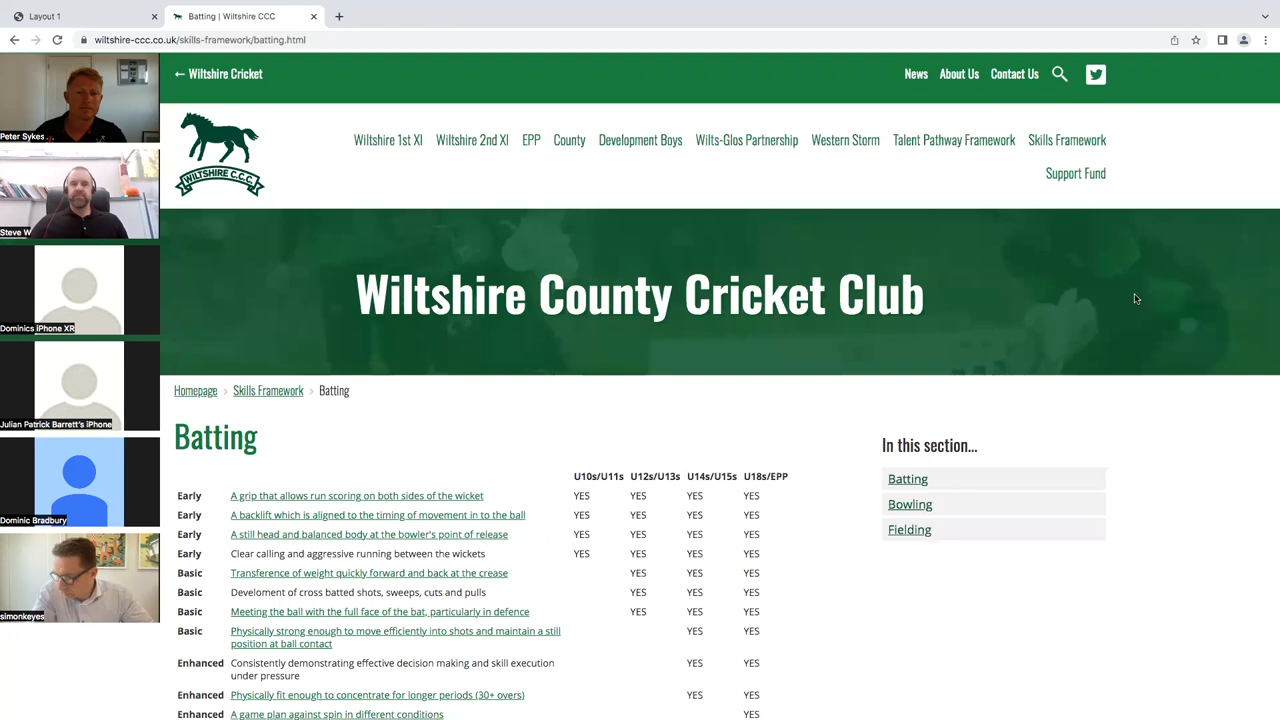 Layout 1
Batting | Wiltshire CCC
wiltshire-ccc.co.uk/skills-framework/batting.html
← Wiltshire Cricket
News About Us Contact Us
WILTSHIRE C.C.C.
Wiltshire 1st XI Wiltshire 2nd XI EPP County Development Boys Wilts-Glos Partnership Western Storm Talent Pathway Framework Skills Framework
Support Fund
Peter Sykes
Steve W
Dominics iPhone XR
Julian Patrick Barrett's iPhone
Dominic Bradbury
simonkeyes
Wiltshire County Cricket Club
Homepage > Skills Framework > Batting
Batting
U10s/U11s U12s/U13s U14s/U15s U18s/EPP
Early A grip that allows run scoring on both sides of the wicket YES YES YES YES
Early A backlift which is aligned to the timing of movement in to the ball YES YES YES YES
Early A still head and balanced body at the bowler's point of release YES YES YES YES
Early Clear calling and aggressive running between the wickets YES YES YES YES
Basic Transference of weight quickly forward and back at the crease YES YES YES
Basic Develoment of cross batted shots, sweeps, cuts and pulls YES YES YES
Basic Meeting the ball with the full face of the bat, particularly in defence YES YES YES
Basic Physically strong enough to move efficiently into shots and maintain a still YES YES
position at ball contact
Enhanced Consistently demonstrating effective decision making and skill execution YES YES
under pressure
Enhanced Physically fit enough to concentrate for longer periods (30+ overs) YES YES
Enhanced A game plan against spin in different conditions YES
In this section...
Batting
Bowling
Fielding